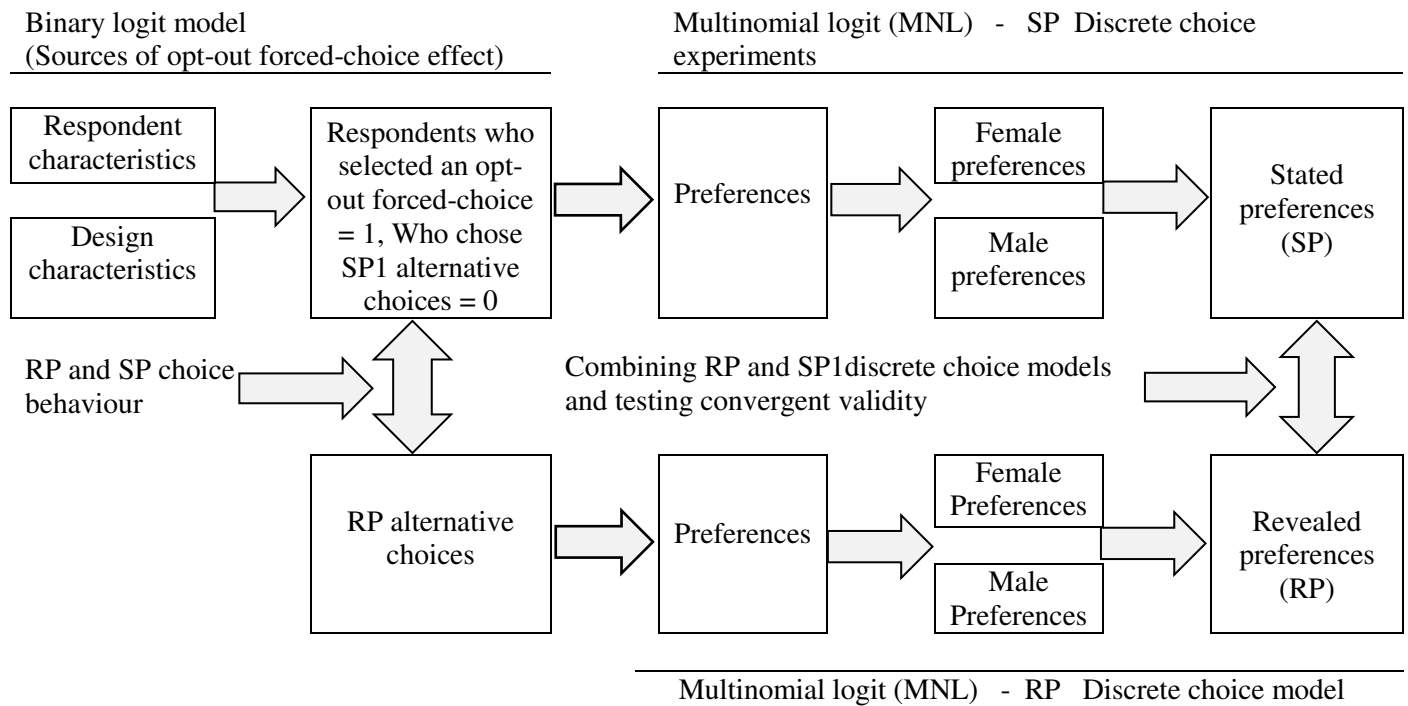 Binary logit model
(Sources of opt-out forced-choice effect)
Multinomial logit (MNL) - SP Discrete choice
experiments
Respondent
characteristics
Design
characteristics
Respondents who
selected an opt-
out forced-choice
= 1, Who chose
SP1 alternative
choices = 0
Preferences
Female
preferences
Male
preferences
Stated
preferences
(SP)
RP and SP choice
behaviour
Combining RP and SP1discrete choice models
and testing convergent validity
RP alternative
choices
Preferences
Female
Preferences
Male
Preferences
Revealed
preferences
(RP)
Multinomial logit (MNL) - RP Discrete choice model